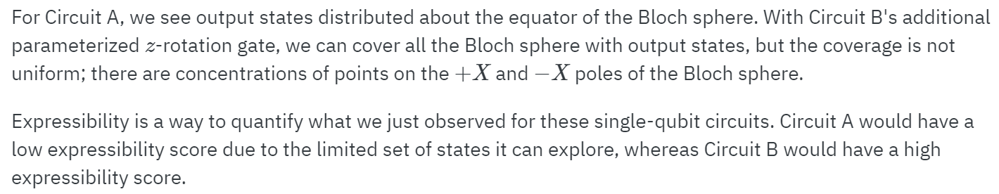 For Circuit A, we see output states distributed about the equator of the Bloch sphere. With Circuit B's additional
parameterized z-rotation gate, we can cover all the Bloch sphere with output states, but the coverage is not
uniform; there are concentrations of points on the +X and −X poles of the Bloch sphere.
Expressibility is a way to quantify what we just observed for these single-qubit circuits. Circuit A would have a
low expressibility score due to the limited set of states it can explore, whereas Circuit B would have a high
expressibility score.